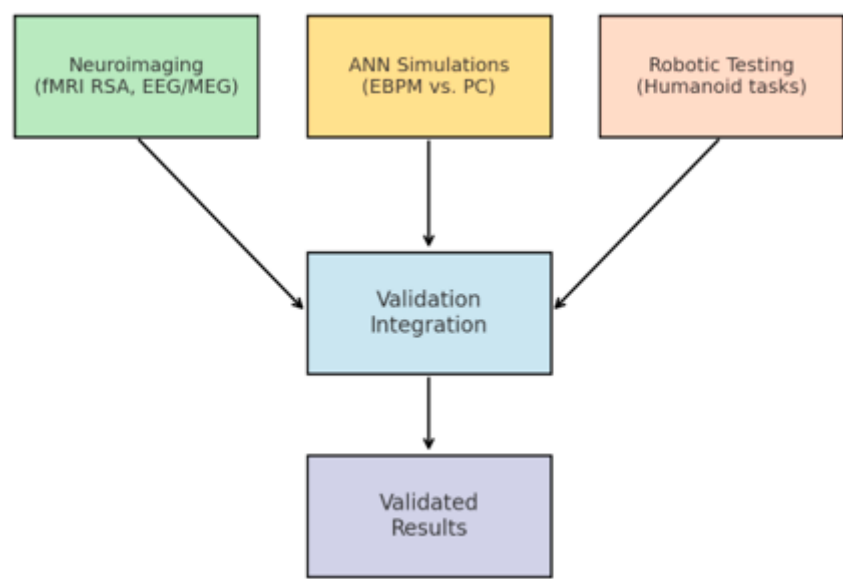 Neuroimaging
(fMRI RSA, EEG/MEG)
ANN Simulations
(EBPM vs. PC)
Robotic Testing
(Humanoid tasks)
Validation
Integration
Validated
Results